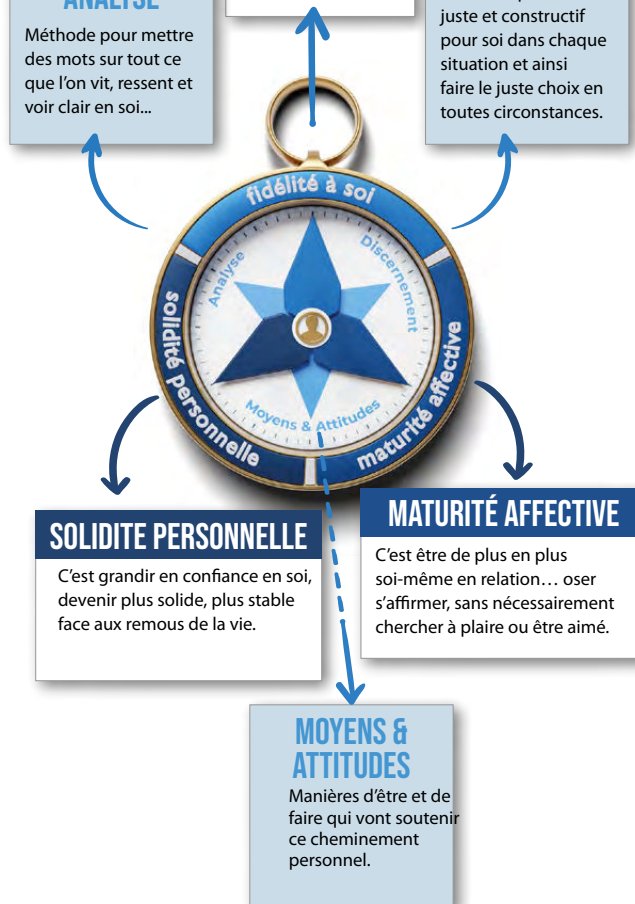 ANALYSE
Méthode pour mettre
des mots sur tout ce
que l'on vit, ressent et
voir clair en soi...
juste et constructif
pour soi dans chaque
situation et ainsi
faire le juste choix en
toutes circonstances.
fidélité à soi
Analyse
Discernement
solidité personnelle
maturité affective
Moyens & Attitudes
SOLIDITE PERSONNELLE
C'est grandir en confiance en soi,
devenir plus solide, plus stable
face aux remous de la vie.
MATURITÉ AFFECTIVE
C'est être de plus en plus
soi-même en relation… oser
s'affirmer, sans nécessairement
chercher à plaire ou être aimé.
MOYENS &
ATTITUDES
Manières d'être et de
faire qui vont soutenir
ce cheminement
personnel.